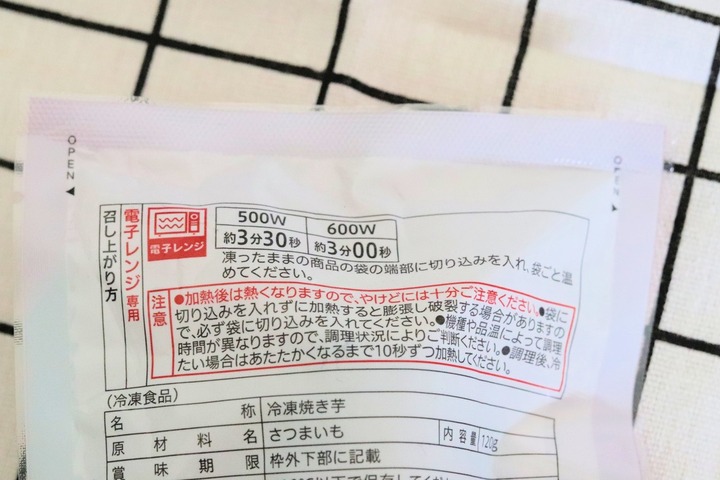 OPEN
召し上がり方
電子レンジ専用
電子レンジ
500W 600W
約3分30秒 約3分00秒
凍ったままの商品の袋の端部に切り込みを入れ、袋ごと温
めてください。
注意
●加熱後は熱くなりますので、やけどには十分ご注意ください。●袋に
切り込みを入れずに加熱すると膨張し破裂する場合がありますの
で、必ず袋に切り込みを入れてください。●機種や品温によって調理
時間が異なりますので、調理状況によりご判断ください。●調理後、冷
たい場合はあたたかくなるまで10秒ずつ加熱してください。
(冷凍食品)
名称 冷凍焼き芋
原材料名 さつまいも 内容量 120g
賞味期限 枠外下部に記載
以下で保存してくだ